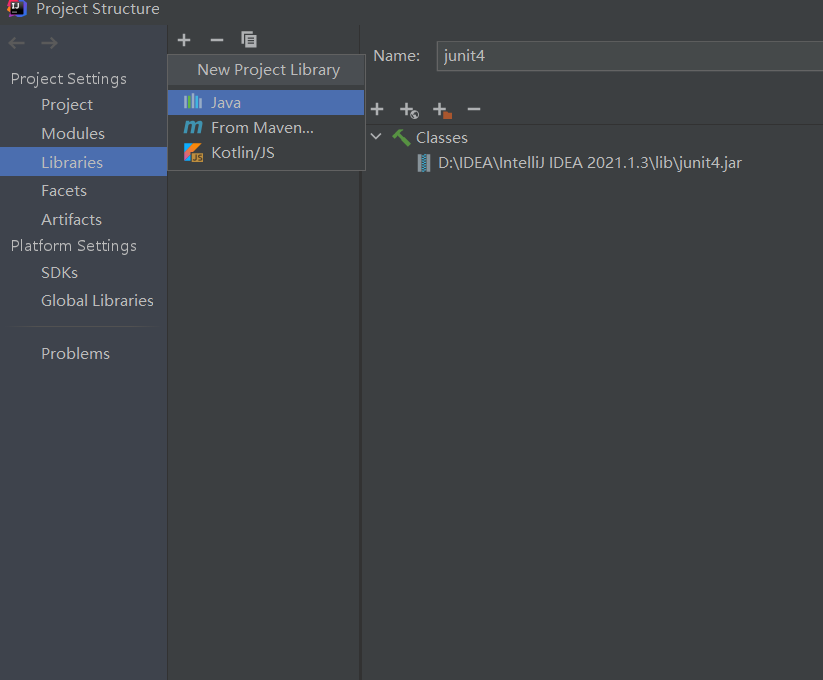 Project Structure
Project Settings
Project
Modules
Libraries
Facets
Artifacts
Platform Settings
SDKs
Global Libraries
Problems
New Project Library
Java
From Maven...
Kotlin/JS
Name: junit4
Classes
D:\IDEA\IntelliJ IDEA 2021.1.3\lib\junit4.jar